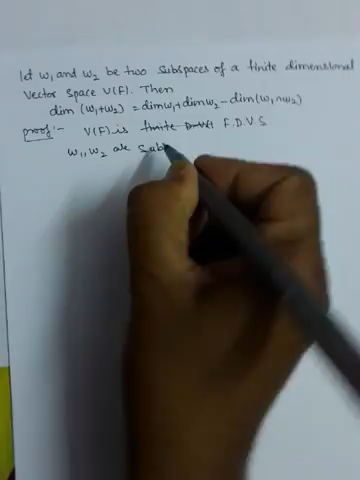 let W₁ and W₂ be two subspaces of a finite dimensional
vector space V(F). Then
dim (W₁+W₂) = dimW₁+dimW₂-dim(W₁∩W₂)
proof:- V(F) is finite D.V.S F.D.V.S
W₁, W₂ are Sub